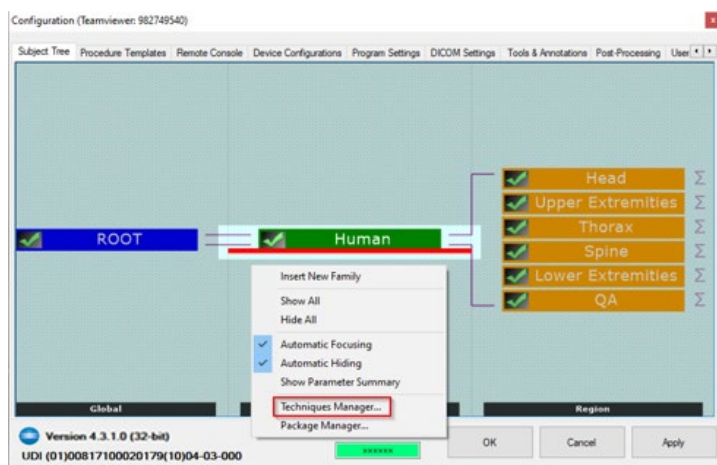 Configuration (Teamviewer: 982749540)
x
Subject Tree Procedure Templates Remote Console Device Configurations Program Settings DICOM Settings Tools & Annotations Post-Processing User
Head Σ
Upper Extremities Σ
Thorax Σ
ROOT Human
Spine Σ
Lower Extremities Σ
QA Σ
Insert New Family
Show All
Hide All
Automatic Focusing
Automatic Hiding
Show Parameter Summary
Techniques Manager...
Package Manager...
Global Region
Version 4.3.1.0 (32-bit)
UDI (01)00817100020179(10)04-03-000
xxxxxx
OK Cancel Apply